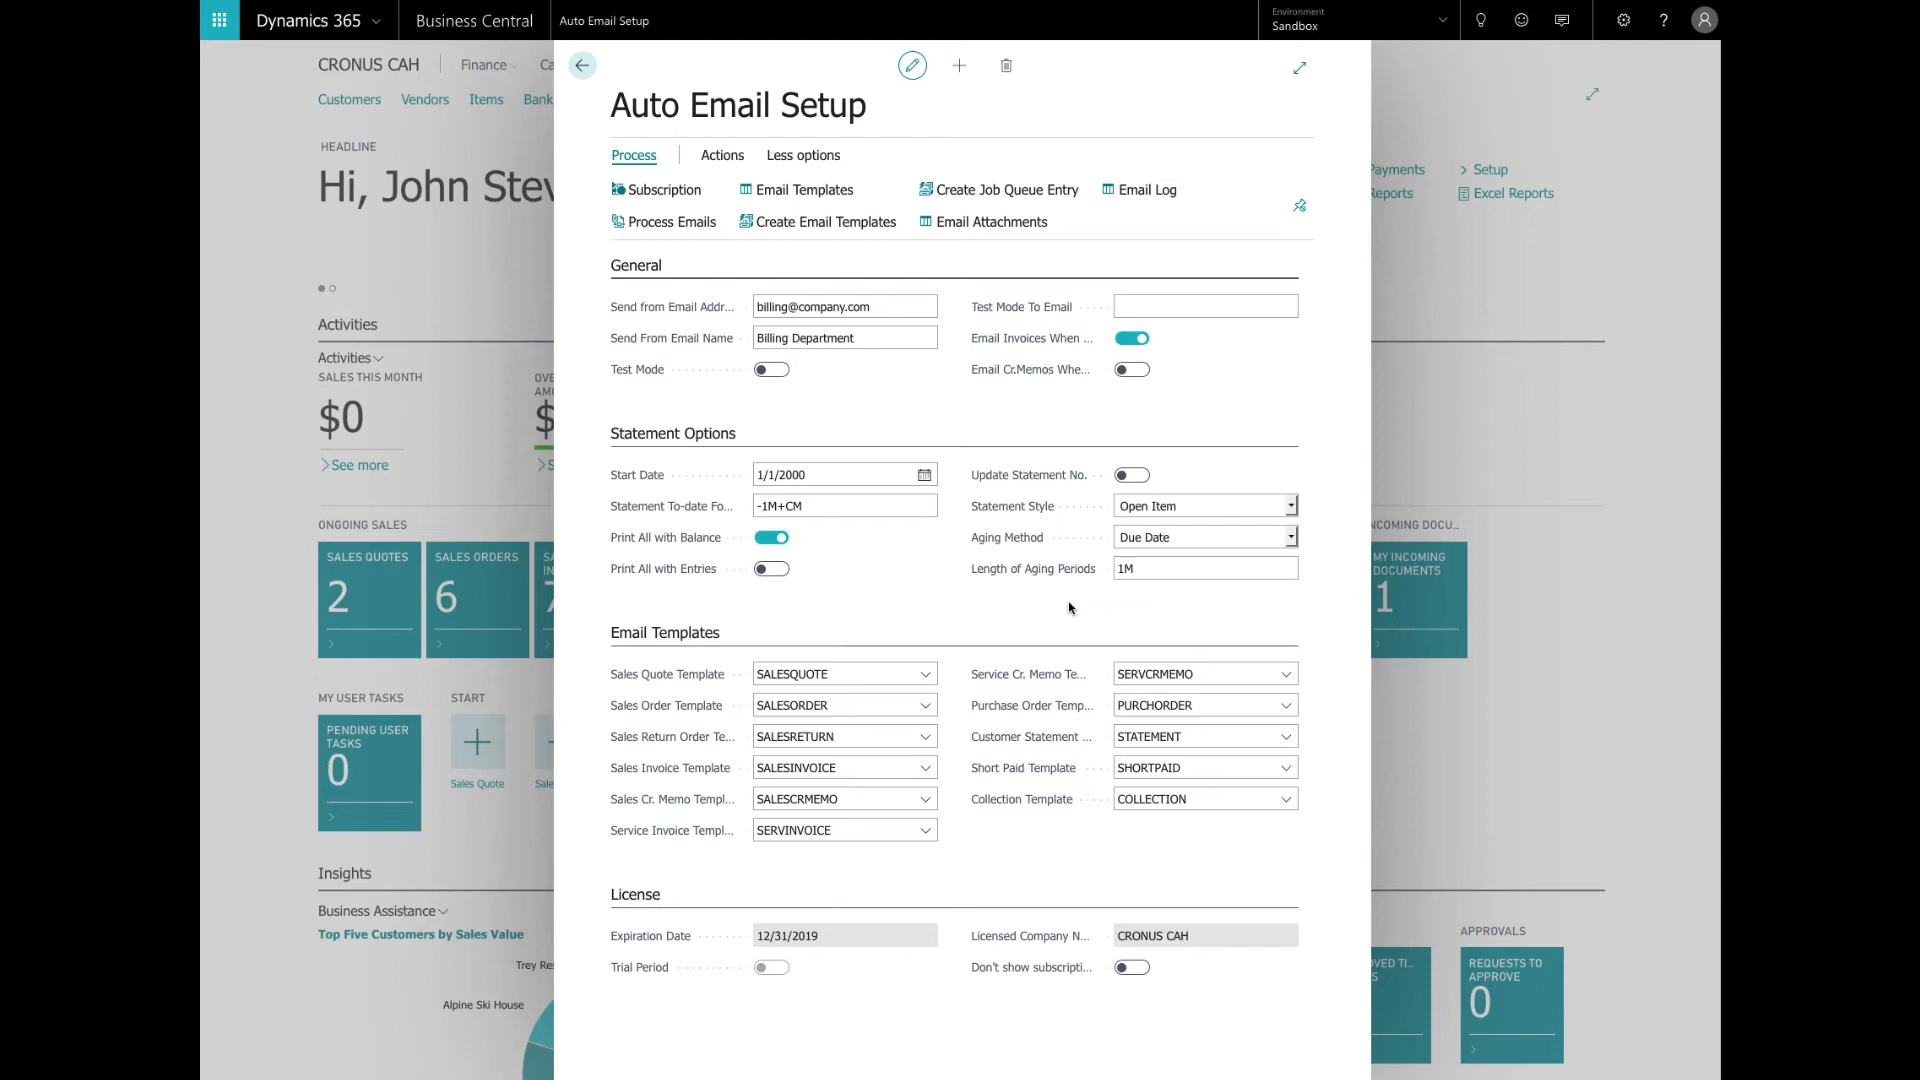 Dynamics 365
Business Central
Auto Email Setup
Environment
Sandbox
CRONUS CAH
Finance
Customers
Vendors
Items
Bank
HEADLINE
Hi, John
Payments
Setup
Reports
Excel Reports
Auto Email Setup
Process
Actions
Less options
Subscription
Email Templates
Create Job Queue Entry
Email Log
Process Emails
Create Email Templates
Email Attachments
General
Send from Email Addr...
billing@company.com
Test Mode To Email
Send From Email Name
Billing Department
Email Invoices When ...
Test Mode
Email Cr.Memos Whe...
Activities
Activities
SALES THIS MONTH
$0
See more
Statement Options
Start Date
1/1/2000
Update Statement No.
Statement To-date Fo...
-1M+CM
Statement Style
Open Item
Print All with Balance
Aging Method
Due Date
Print All with Entries
Length of Aging Periods
1M
ONGOING SALES
SALES QUOTES
2
SALES ORDERS
6
NCOMING DOCU...
MY INCOMING
DOCUMENTS
1
Email Templates
Sales Quote Template
SALESQUOTE
Service Cr. Memo Te...
SERVCRMEMO
Sales Order Template
SALESORDER
Purchase Order Temp...
PURCHORDER
Sales Return Order Te...
SALESRETURN
Customer Statement ...
STATEMENT
Sales Invoice Template
SALESINVOICE
Short Paid Template
SHORTPAID
Sales Cr. Memo Templ...
SALESCRMEMO
Collection Template
COLLECTION
Service Invoice Templ...
SERVINVOICE
MY USER TASKS
START
PENDING USER
TASKS
0
Sales Quote
Sale
License
Expiration Date
12/31/2019
Licensed Company N...
CRONUS CAH
Trial Period
Don't show subscripti...
Insights
Business Assistance
Top Five Customers by Sales Value
Trey Res
Alpine Ski House
APPROVALS
VED TI...
S
REQUESTS TO
APPROVE
0